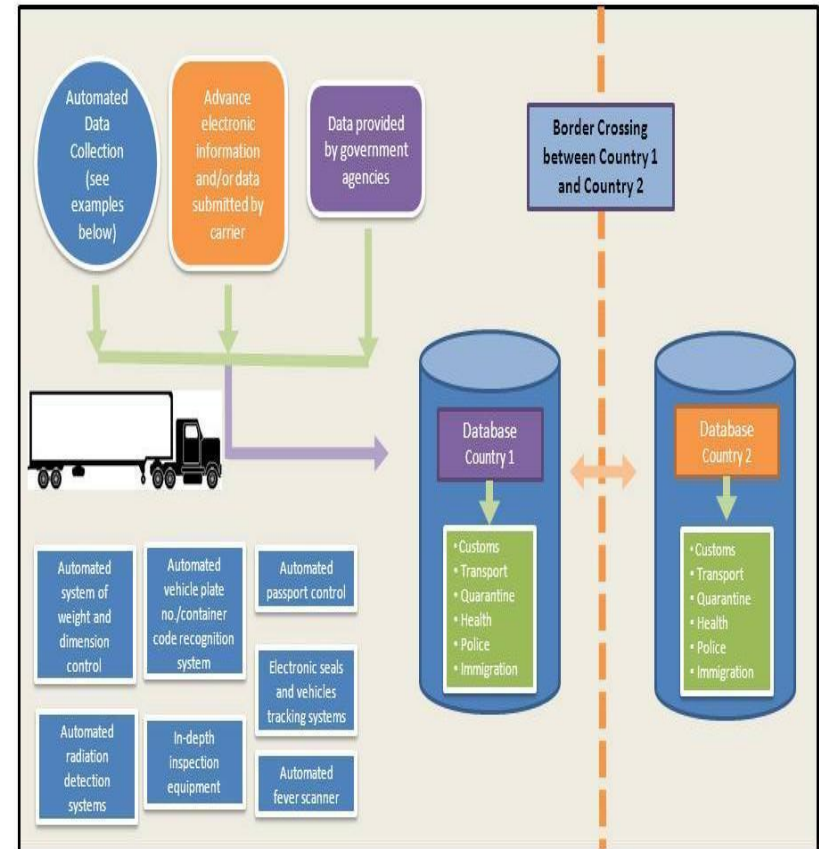 Automated
Data
Collection
(see
examples
below)
Advance
electronic
information
and/or data
submitted by
carrier
Data provided
by government
agencies
Border Crossing
between Country 1
and Country 2
Database
Country 1
• Customs
• Transport
• Quarantine
• Health
• Police
• Immigration
Database
Country 2
• Customs
• Transport
• Quarantine
• Health
• Police
• Immigration
Automated
system of
weight and
dimension
control
Automated
vehicle plate
no./container
code recognition
system
Automated
passport control
Electronic seals
and vehicles
tracking systems
Automated
radiation
detection
systems
In-depth
inspection
equipment
Automated
fever scanner